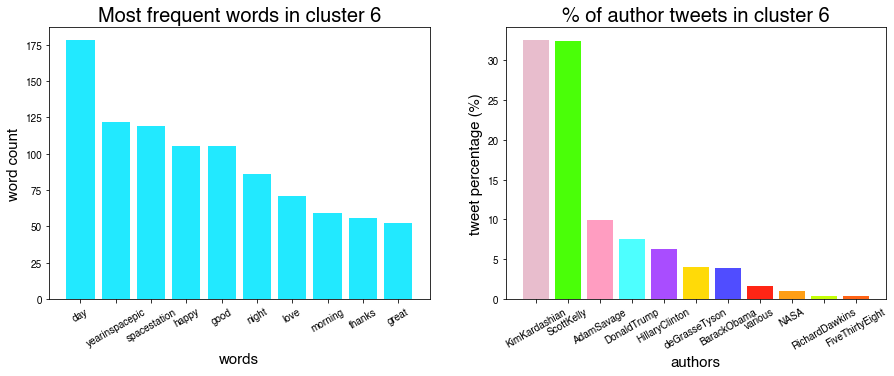 Most frequent words in cluster 6
word count
175
150
125
100
75
50
25
0
day
yearinspacepic
spacestation
happy
good
night
love
morning
thanks
great
words
% of author tweets in cluster 6
tweet percentage (%)
30
25
20
15
10
5
0
KimKardashian
ScottKelly
AdamSavage
DonaldTrump
HillaryClinton
deGrasseTyson
BarackObama
various
NASA
RichardDawkins
FiveThirtyEight
authors